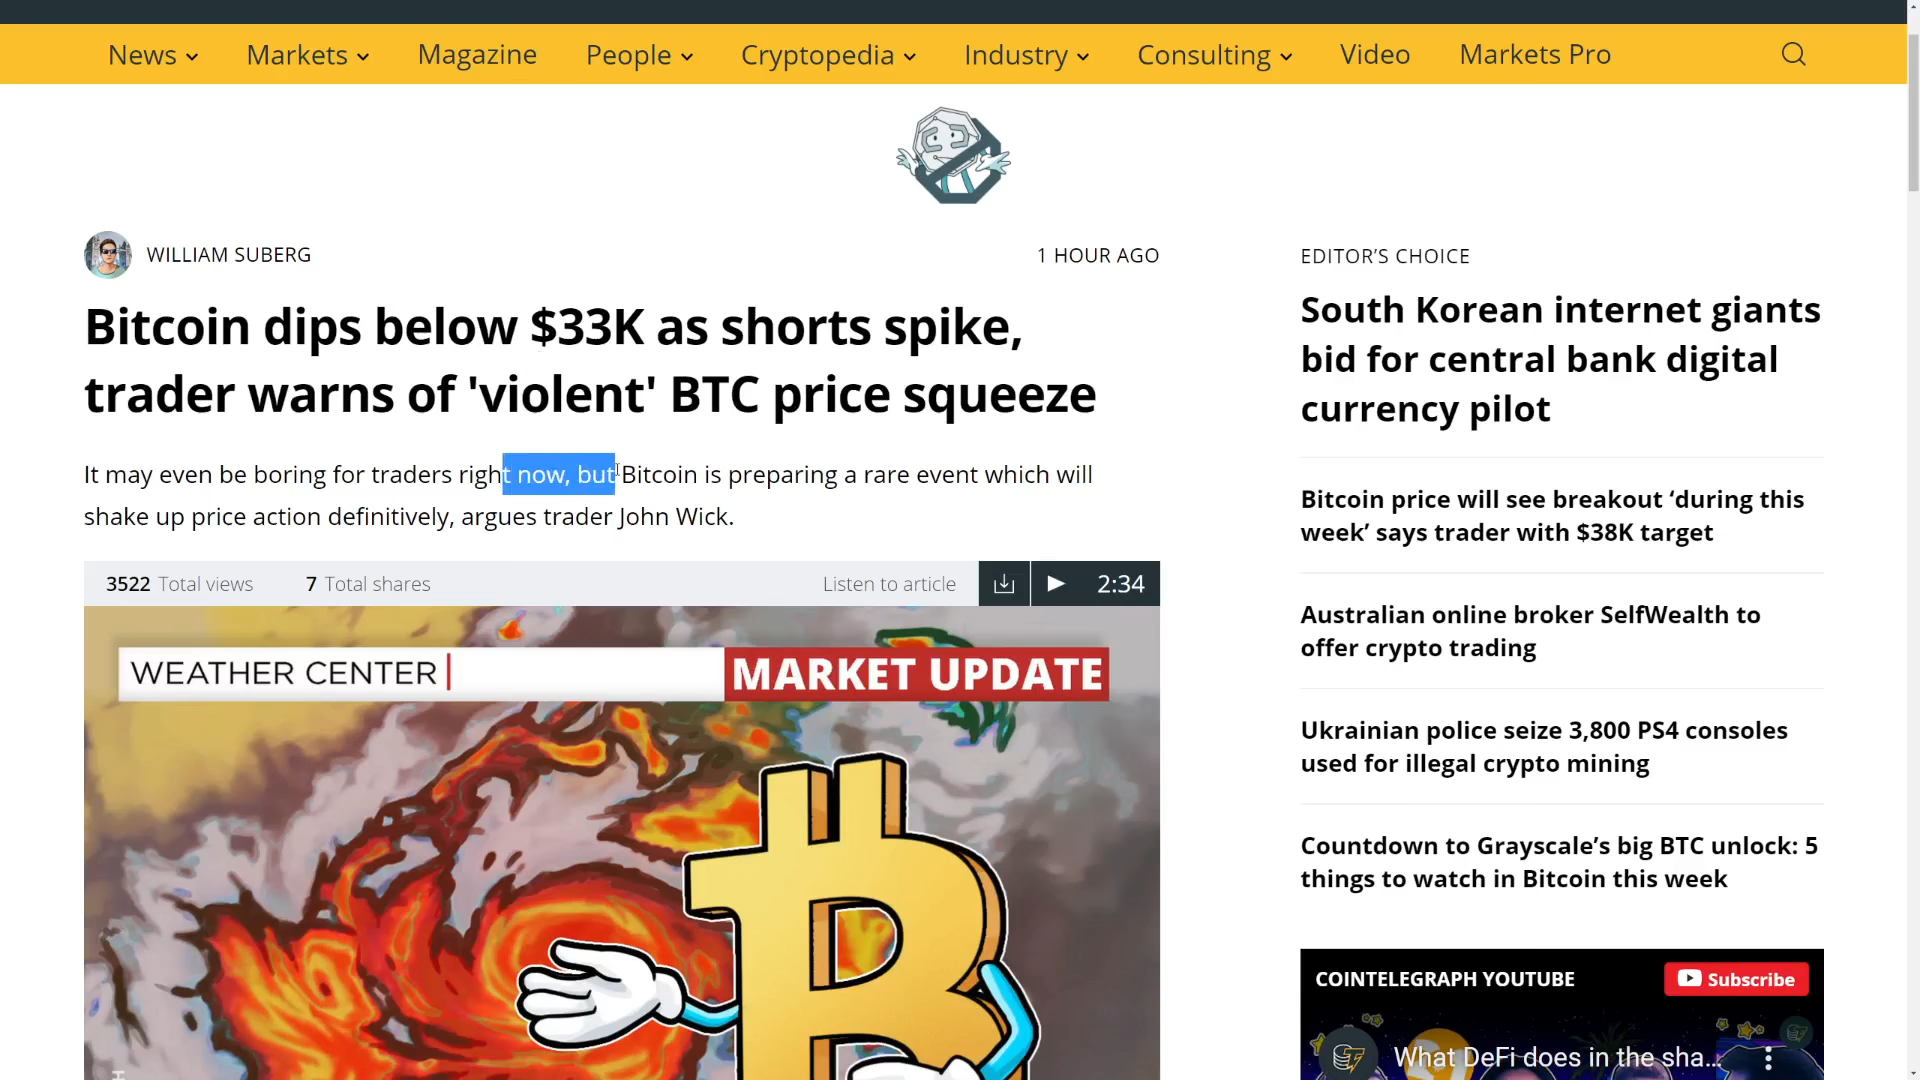 News Markets Magazine People Cryptopedia Industry Consulting Video Markets Pro
WILLIAM SUBERG
1 HOUR AGO
Bitcoin dips below $33K as shorts spike,
trader warns of 'violent' BTC price squeeze
It may even be boring for traders right now, but Bitcoin is preparing a rare event which will
shake up price action definitively, argues trader John Wick.
3522 Total views 7 Total shares Listen to article 2:34
WEATHER CENTER MARKET UPDATE
EDITOR’S CHOICE
South Korean internet giants
bid for central bank digital
currency pilot
Bitcoin price will see breakout ‘during this
week’ says trader with $38K target
Australian online broker SelfWealth to
offer crypto trading
Ukrainian police seize 3,800 PS4 consoles
used for illegal crypto mining
Countdown to Grayscale’s big BTC unlock: 5
things to watch in Bitcoin this week
COINTELEGRAPH YOUTUBE Subscribe
What DeFi does in the sha...